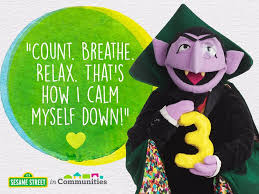 "COUNT. BREATHE.
RELAX. THAT'S
HOW I CALM
MYSELF DOWN!"
3
SESAME STREET in Communities